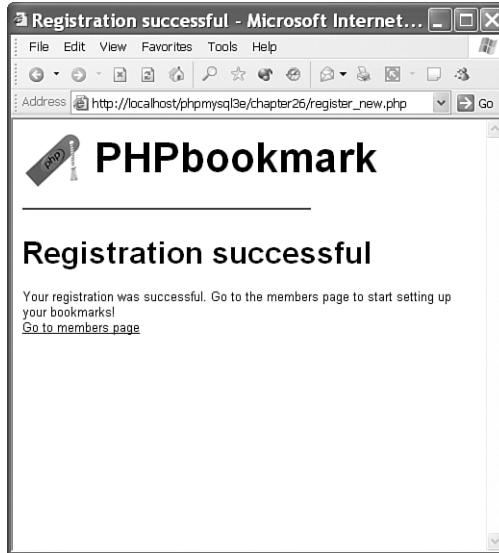 Registration successful - Microsoft Internet...
File Edit View Favorites Tools Help
Address http://localhost/phpmysql3e/chapter26/register_new.php Go
php
PHPbookmark
Registration successful
Your registration was successful. Go to the members page to start setting up
your bookmarks!
Go to members page